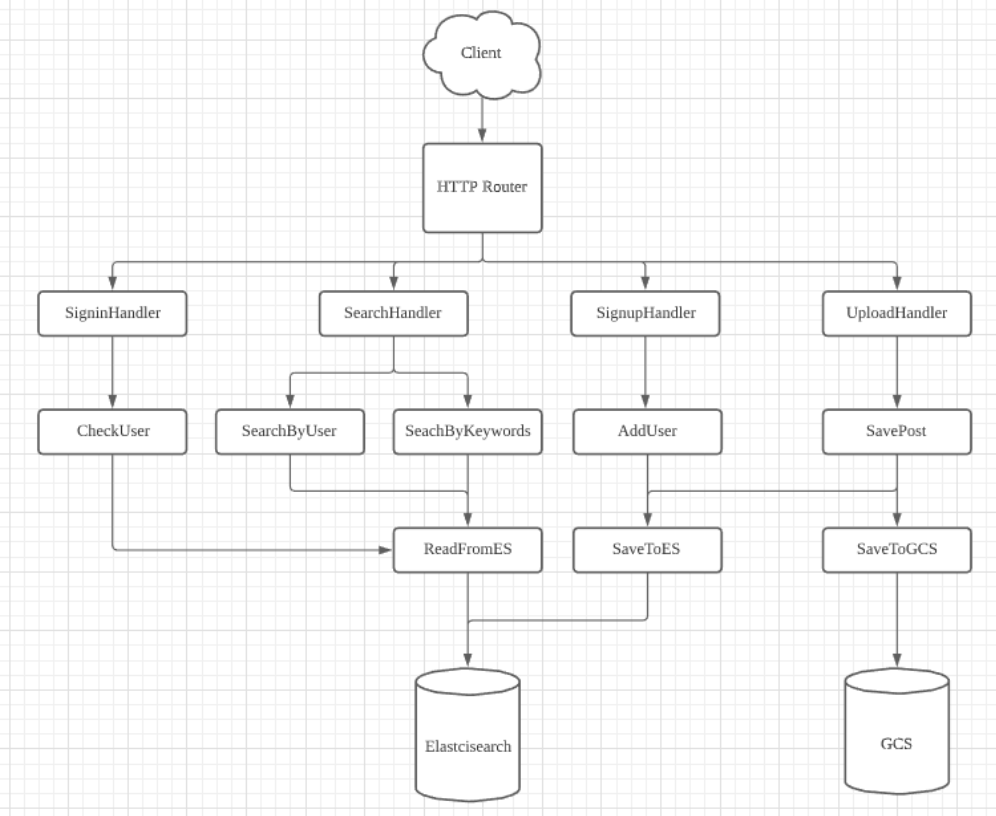 Client
HTTP Router
SigninHandler
SearchHandler
SignupHandler
UploadHandler
CheckUser
SearchByUser
SeachByKeywords
AddUser
SavePost
ReadFromES
SaveToES
SaveToGCS
Elastcisearch
GCS